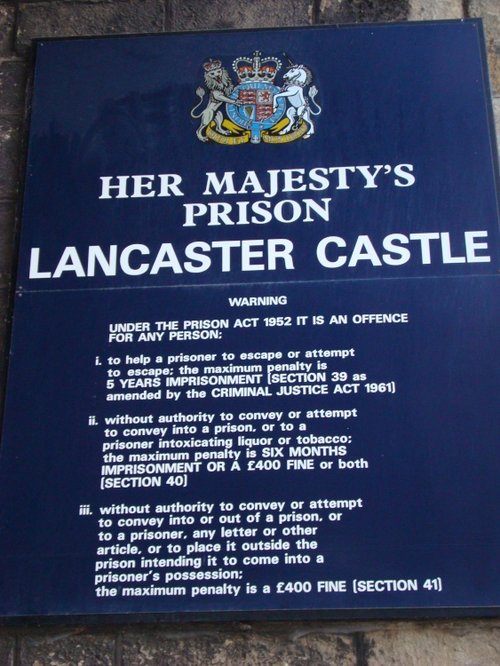 HER MAJESTY'S
PRISON
LANCASTER CASTLE
WARNING
UNDER THE PRISON ACT 1952 IT IS AN OFFENCE
FOR ANY PERSON;
i. to help a prisoner to escape or attempt
to escape; the maximum penalty is
5 YEARS IMPRISONMENT (SECTION 39 as
amended by the CRIMINAL JUSTICE ACT 1961)
ii. without authority to convey or attempt
to convey into a prison, or to a
prisoner intoxicating liquor or tobacco;
the maximum penalty is SIX MONTHS
IMPRISONMENT OR A £400 FINE or both
(SECTION 40)
iii. without authority to convey or attempt
to convey into or out of a prison, or
to a prisoner, any letter or other
article, or to place it outside the
prison intending it to come into a
prisoner's possession;
the maximum penalty is a £400 FINE (SECTION 41)